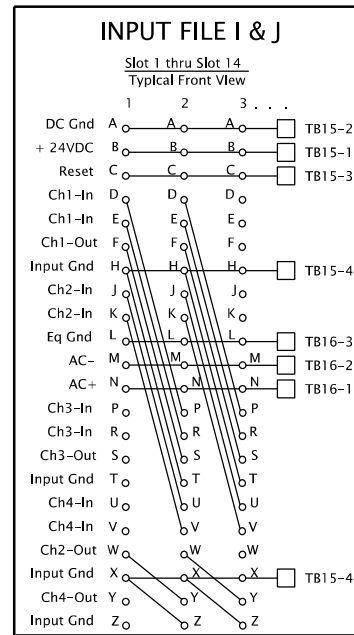 INPUT FILE I & J
Slot 1 thru Slot 14
Typical Front View
1 2 3 . . .
DC Gnd A A A TB15-2
+ 24VDC B B B TB15-1
Reset C C C TB15-3
Ch1-In D D D
Ch1-In E E E
Ch1-Out F F F
Input Gnd H H H TB15-4
Ch2-In J J J
Ch2-In K K K
Eq Gnd L L L TB16-3
AC- M M M TB16-2
AC+ N N N TB16-1
Ch3-In P P P
Ch3-In R R R
Ch3-Out S S S
Input Gnd T T T
Ch4-In U U U
Ch4-In V V V
Ch2-Out W W W
Input Gnd X X X TB15-4
Ch4-Out Y Y Y
Input Gnd Z Z Z